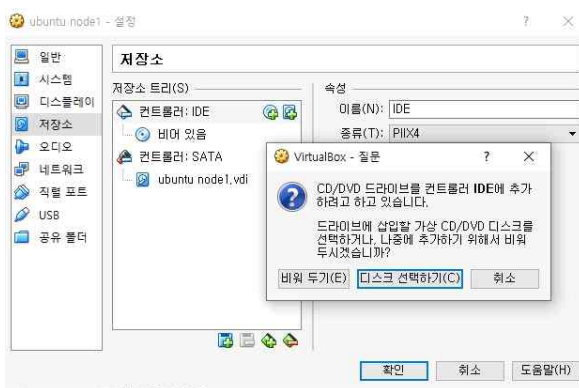 ubuntu node1 - 설정
일반
시스템
디스플레이
저장소
오디오
네트워크
직렬 포트
USB
공유 폴더
저장소
저장소 트리(S)
컨트롤러: IDE
비어 있음
컨트롤러: SATA
ubuntu node1.vdi
속성
이름(N): IDE
종류(T): PIIX4
VirtualBox - 질문
CD/DVD 드라이브를 컨트롤러 IDE에 추가
하려고 하고 있습니다.
드라이브에 삽입할 가상 CD/DVD 디스크를
선택하거나, 나중에 추가하기 위해서 비워
두시겠습니까?
비워 두기(E) 디스크 선택하기(C) 취소
확인 취소 도움말(H)